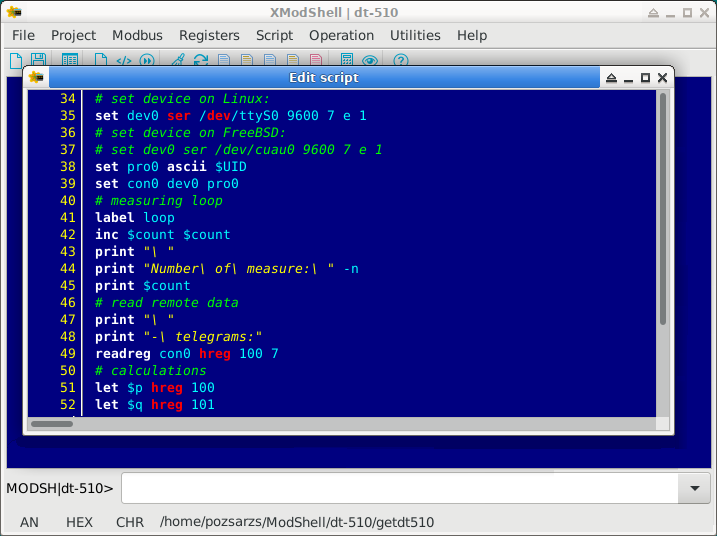 XModShell | dt-510
File Project Modbus Registers Script Operation Utilities Help
Edit script
34 # set device on Linux:
35 set dev0 ser /dev/ttyS0 9600 7 e 1
36 # set device on FreeBSD:
37 # set dev0 ser /dev/cuau0 9600 7 e 1
38 set pro0 ascii $UID
39 set con0 dev0 pro0
40 # measuring loop
41 label loop
42 inc $count $count
43 print "\ "
44 print "Number\ of\ measure:\ " -n
45 print $count
46 # read remote data
47 print "\ "
48 print "-\ telegrams:"
49 readreg con0 hreg 100 7
50 # calculations
51 let $p hreg 100
52 let $q hreg 101
MODSH|dt-510>
AN HEX CHR /home/pozsarzs/ModShell/dt-510/getdt510